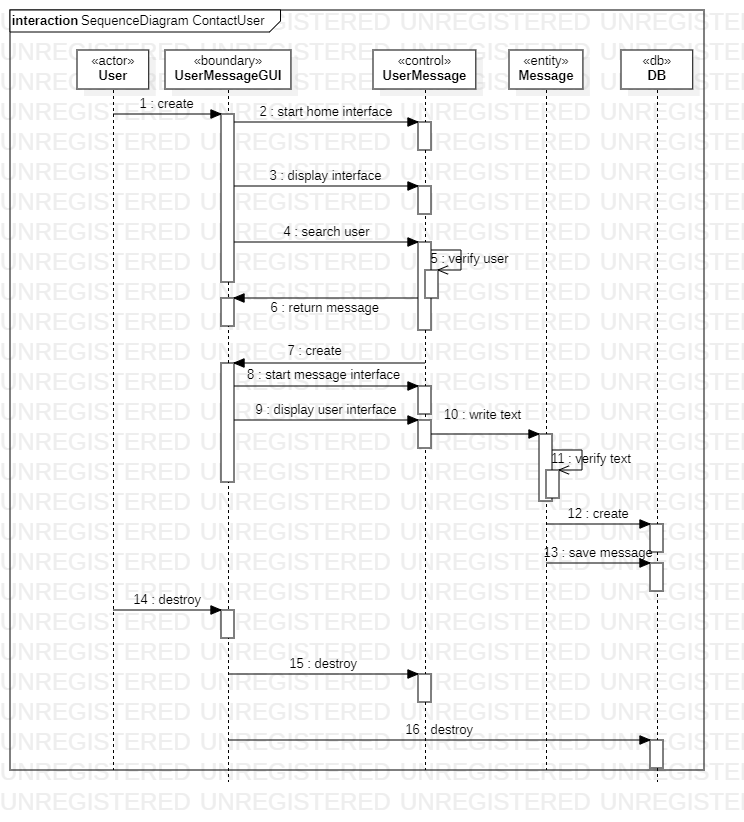 interaction SequenceDiagram ContactUser
«actor»
User
«boundary»
UserMessageGUI
«control»
UserMessage
«entity»
Message
«db»
DB
1 : create
2 : start home interface
3 : display interface
4 : search user
5 : verify user
6 : return message
7 : create
8 : start message interface
9 : display user interface
10 : write text
11 : verify text
12 : create
13 : save message
14 : destroy
15 : destroy
16 : destroy
UNREGISTERED